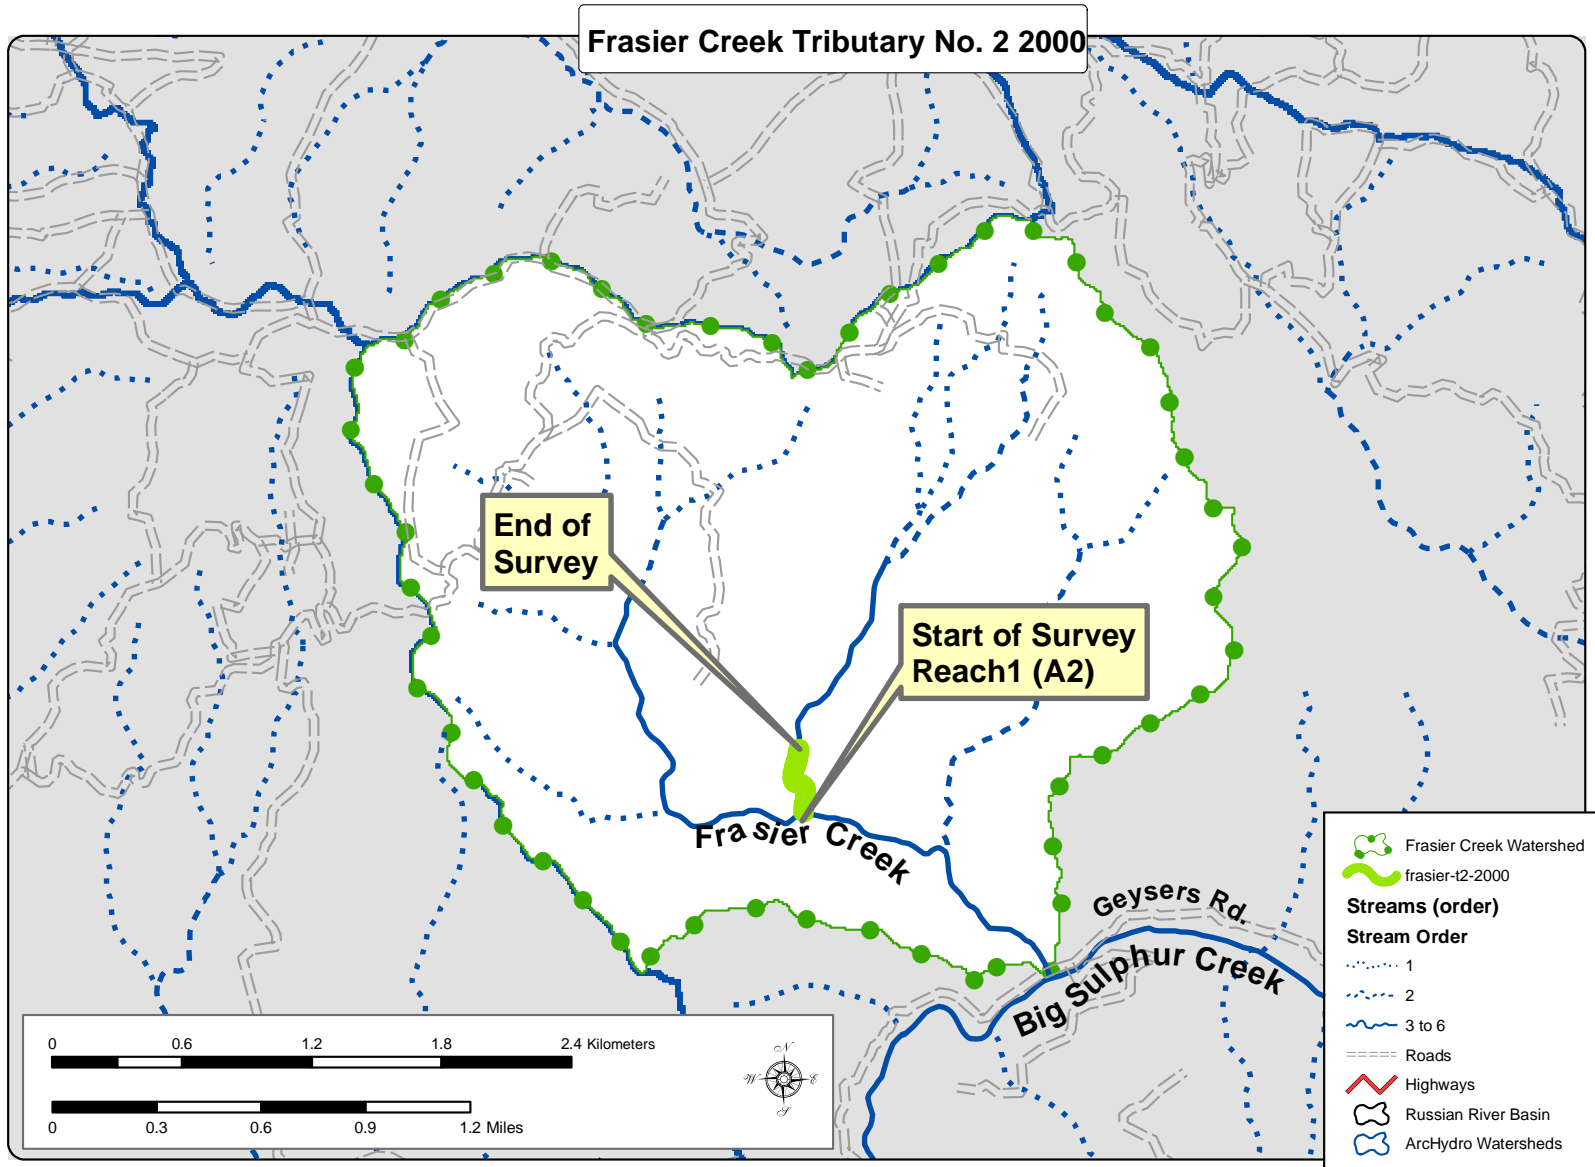 Frasier Creek Tributary No. 2 2000
End of
Survey
Start of Survey
Reach1 (A2)
Frasier Creek
Geysers Rd.
Big Sulphur Creek
Frasier Creek Watershed
frasier-t2-2000
Streams (order)
Stream Order
1
2
3 to 6
Roads
Highways
Russian River Basin
ArcHydro Watersheds
0 0.6 1.2 1.8 2.4 Kilometers
0 0.3 0.6 0.9 1.2 Miles
N
W E
S